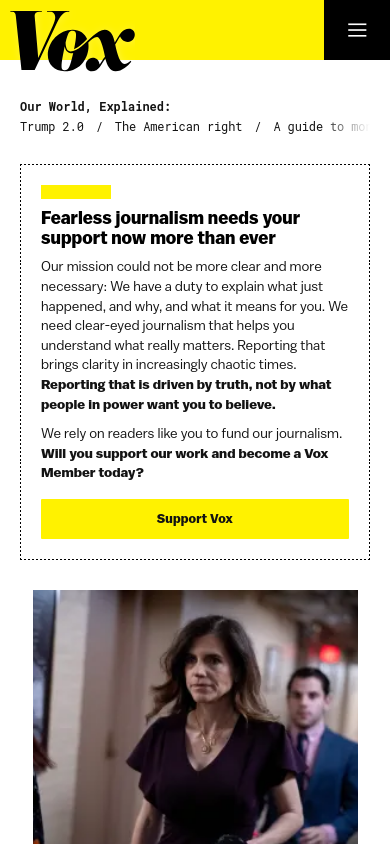 Vox
Our World, Explained:
Trump 2.0 / The American right / A guide to mo
Fearless journalism needs your
support now more than ever
Our mission could not be more clear and more
necessary: We have a duty to explain what just
happened, and why, and what it means for you. We
need clear-eyed journalism that helps you
understand what really matters. Reporting that
brings clarity in increasingly chaotic times.
Reporting that is driven by truth, not by what
people in power want you to believe.
We rely on readers like you to fund our journalism.
Will you support our work and become a Vox
Member today?
Support Vox